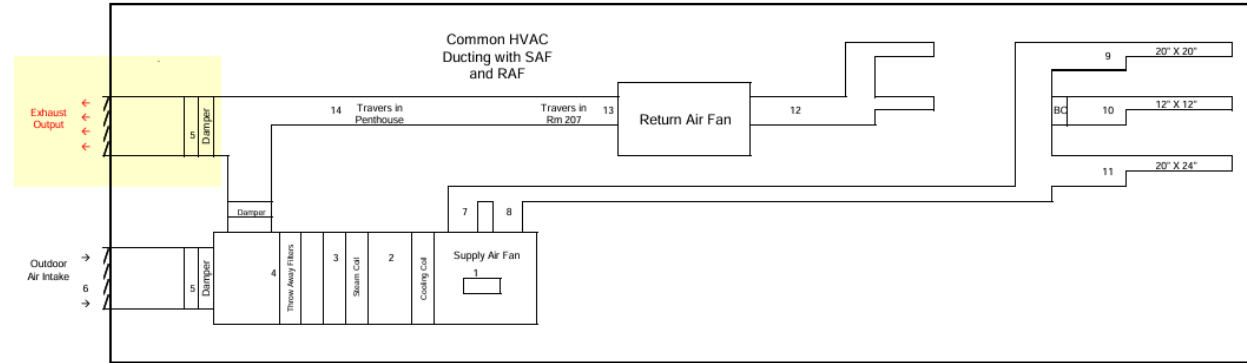 Common HVAC
Ducting with SAF
and RAF
Exhaust
Output
←
←
←
←
5
Damper
14
Travers in
Penthouse
Travers in
Rm 207
13
Return Air Fan
12
9
20" X 20"
BC
10
12" X 12"
11
20" X 24"
Damper
7
8
Outdoor
Air Intake
6
→
→
5
Damper
4
Throw Away Filters
3
Steam Coil
2
Cooling Coil
Supply Air Fan
1